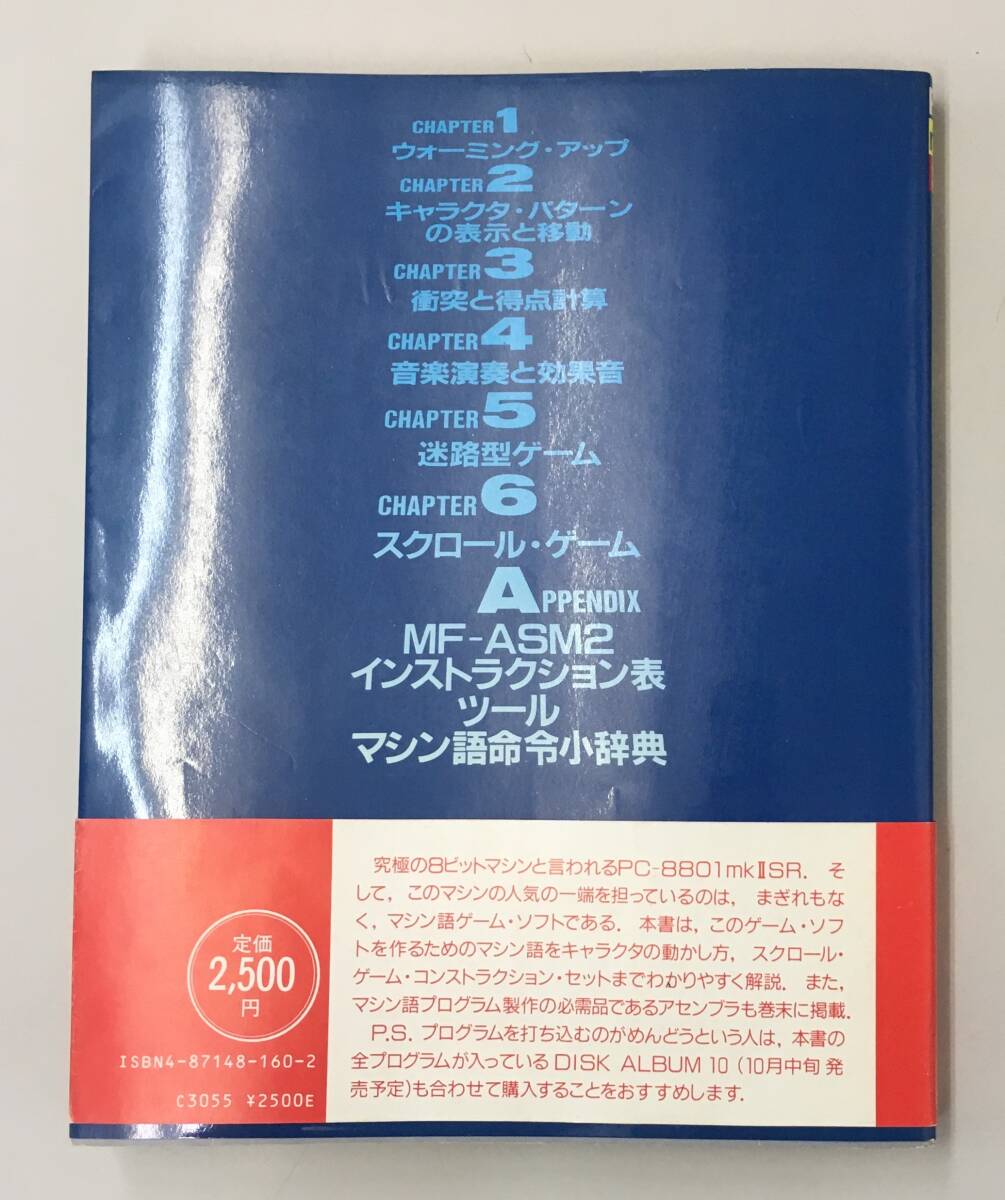 CHAPTER1
ウォーミング・アップ
CHAPTER2
キャラクタ・パターン
の表示と移動
CHAPTER3
衝突と得点計算
CHAPTER4
音楽演奏と効果音
CHAPTER5
迷路型ゲーム
CHAPTER6
スクロール・ゲーム
APPENDIX
MF-ASM2
インストラクション表
ツール
マシン語命令小辞典
定価
2,500
円
ISBN4-87148-160-2
C3055 ¥2500E
究極の8ビットマシンと言われるPC-8801mkⅡSR．そ
して，このマシンの人気の一端を担っているのは，まぎれもな
く，マシン語ゲーム・ソフトである．本書は，このゲーム・ソフ
トを作るためのマシン語をキャラクタの動かし方，スクロール・
ゲーム・コンストラクション・セットまでわかりやすく解説．また，
マシン語プログラム製作の必需品であるアセンブラも巻末に掲載．
P.S. プログラムを打ち込むのがめんどうという人は，本書の
全プログラムが入っているDISK ALBUM 10（10月中旬発
売予定）も合わせて購入することをおすすめします．